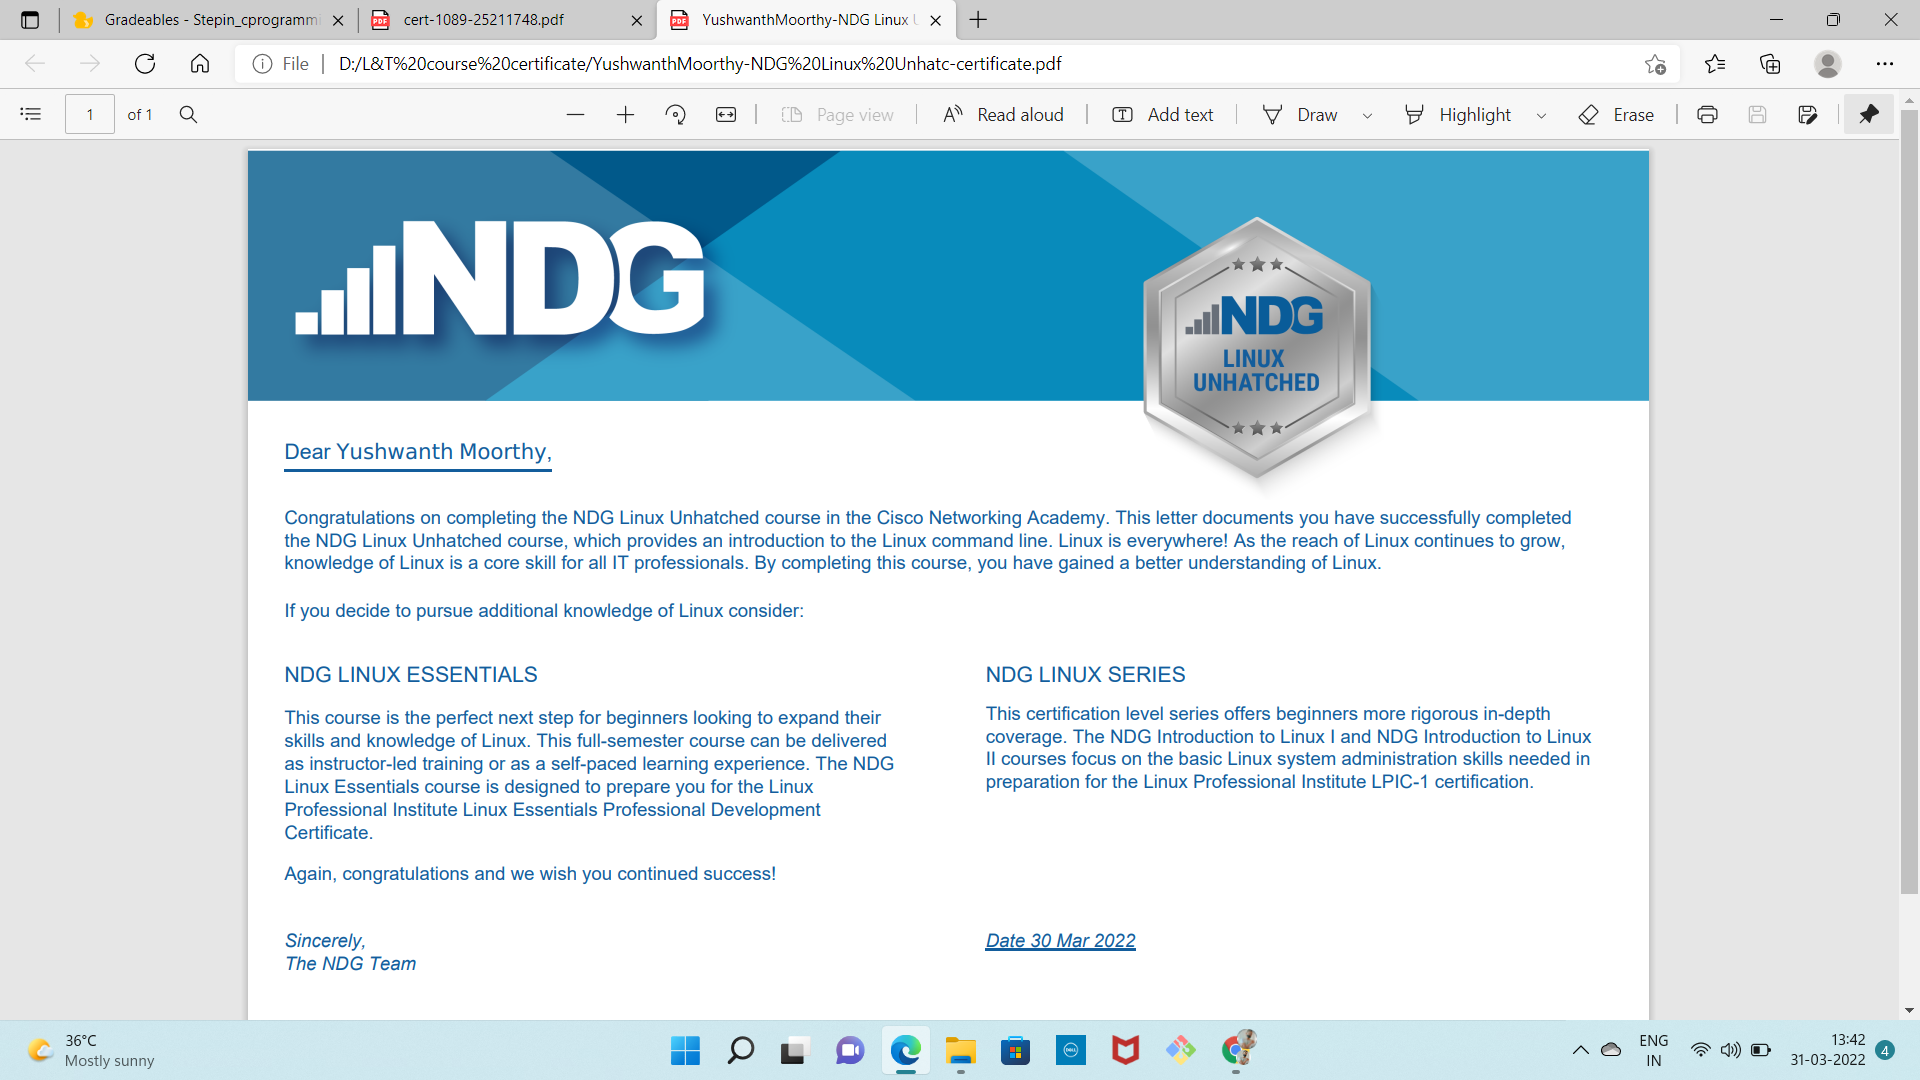 Gradeables - Stepin_cprogrammi
cert-1089-25211748.pdf
YushwanthMoorthy-NDG Linux U
File
D:/L&T%20course%20certificate/YushwanthMoorthy-NDG%20Linux%20Unhatc-certificate.pdf
1 of 1
Page view
Read aloud
Add text
Draw
Highlight
Erase
NDG
NDG
LINUX
UNHATCHED
Dear Yushwanth Moorthy,
Congratulations on completing the NDG Linux Unhatched course in the Cisco Networking Academy. This letter documents you have successfully completed
the NDG Linux Unhatched course, which provides an introduction to the Linux command line. Linux is everywhere! As the reach of Linux continues to grow,
knowledge of Linux is a core skill for all IT professionals. By completing this course, you have gained a better understanding of Linux.
If you decide to pursue additional knowledge of Linux consider:
NDG LINUX ESSENTIALS
This course is the perfect next step for beginners looking to expand their
skills and knowledge of Linux. This full-semester course can be delivered
as instructor-led training or as a self-paced learning experience. The NDG
Linux Essentials course is designed to prepare you for the Linux
Professional Institute Linux Essentials Professional Development
Certificate.
Again, congratulations and we wish you continued success!
NDG LINUX SERIES
This certification level series offers beginners more rigorous in-depth
coverage. The NDG Introduction to Linux I and NDG Introduction to Linux
II courses focus on the basic Linux system administration skills needed in
preparation for the Linux Professional Institute LPIC-1 certification.
Sincerely,
The NDG Team
Date 30 Mar 2022
36°C
Mostly sunny
DELL
ENG
IN
13:42
31-03-2022
4